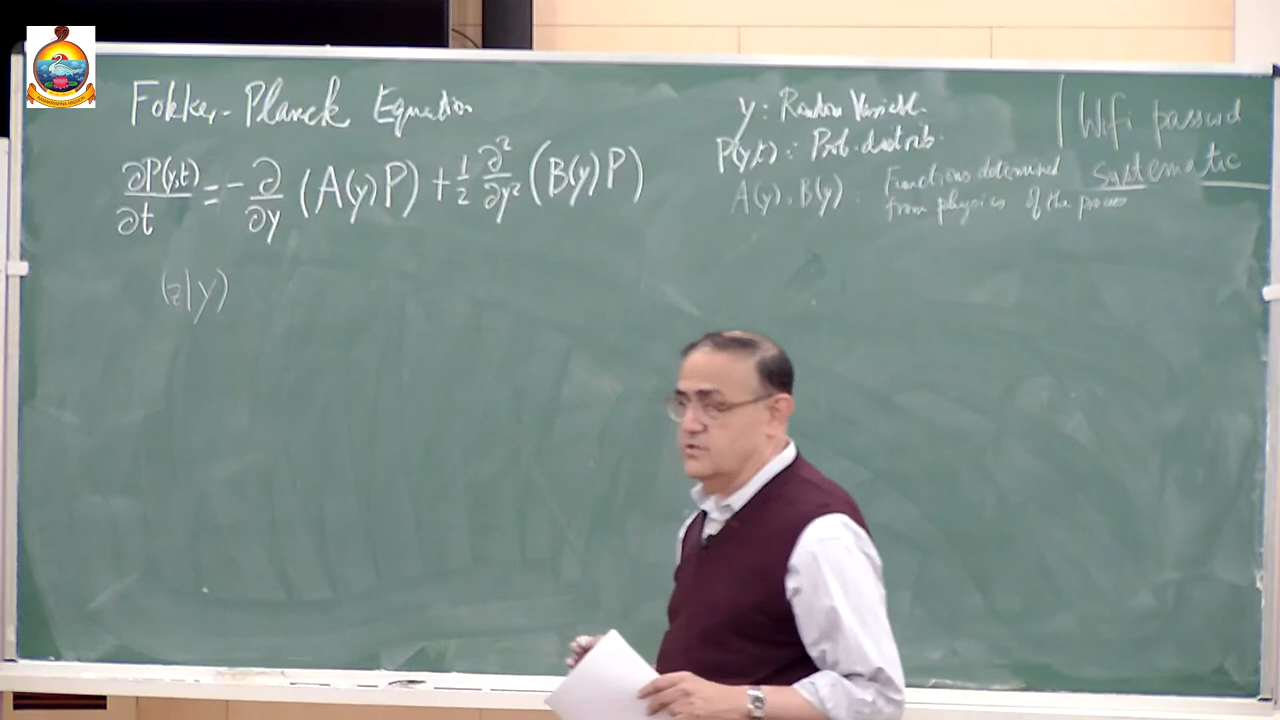 Fokker-Planck Equation
∂P(y,t)/∂t = - ∂/∂y (A(y)P) + 1/2 ∂²/∂y² (B(y)P)
(z|y)
y: Random Variable
P(y,t): Prob. distrib.
A(y), B(y). Functions determined
from physics of the process
Wifi passwd
systematic